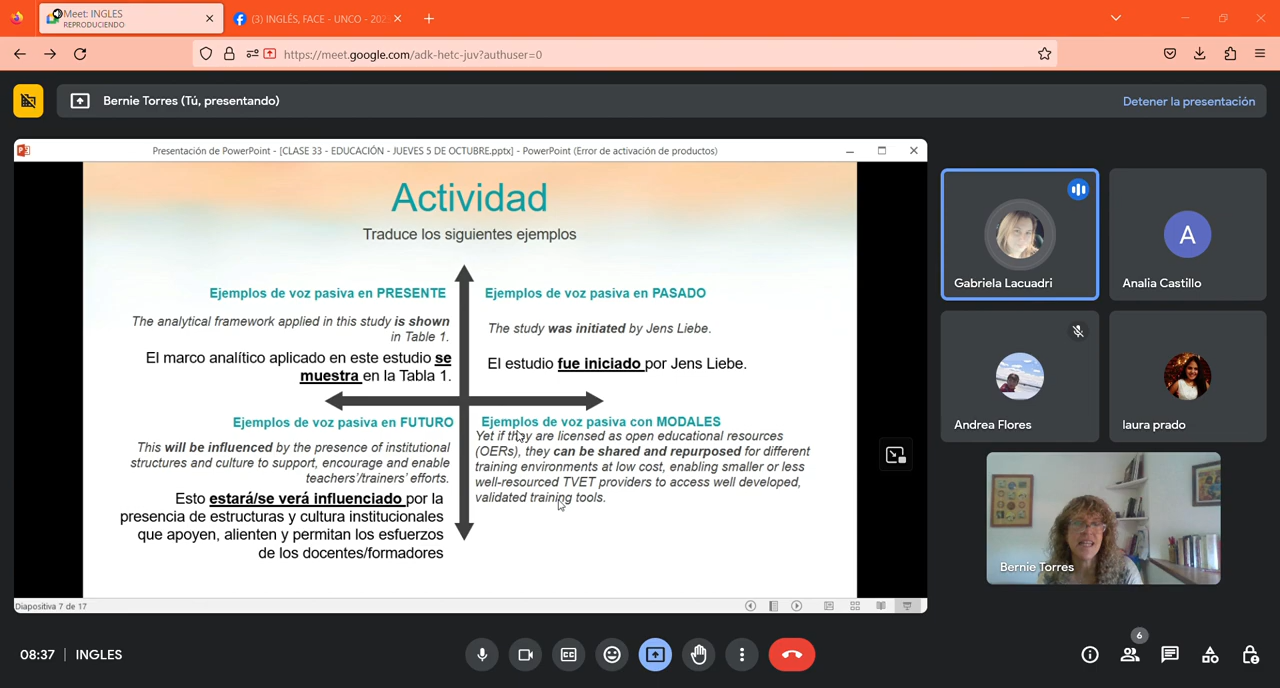 Meet: INGLES
REPRODUCIENDO
(3) INGLÉS, FACE - UNCO - 202
https://meet.google.com/adk-hetc-juv?authuser=0
Bernie Torres (Tú, presentando)
Detener la presentación
Presentación de PowerPoint - [CLASE 33 - EDUCACIÓN - JUEVES 5 DE OCTUBRE.pptx] - PowerPoint (Error de activación de productos)
Actividad
Traduce los siguientes ejemplos
Ejemplos de voz pasiva en PRESENTE
The analytical framework applied in this study is shown
in Table 1.
El marco analítico aplicado en este estudio se
muestra en la Tabla 1.
Ejemplos de voz pasiva en PASADO
The study was initiated by Jens Liebe.
El estudio fue iniciado por Jens Liebe.
Ejemplos de voz pasiva en FUTURO
This will be influenced by the presence of institutional
structures and culture to support, encourage and enable
teachers'/trainers' efforts.
Esto estará/se verá influenciado por la
presencia de estructuras y cultura institucionales
que apoyen, alienten y permitan los esfuerzos
de los docentes/formadores
Ejemplos de voz pasiva con MODALES
Yet if they are licensed as open educational resources
(OERs), they can be shared and repurposed for different
training environments at low cost, enabling smaller or less
well-resourced TVET providers to access well developed,
validated training tools.
Diapositiva 7 de 17
Gabriela Lacuadri
A
Analia Castillo
Andrea Flores
laura prado
Bernie Torres
08:37 | INGLES
6